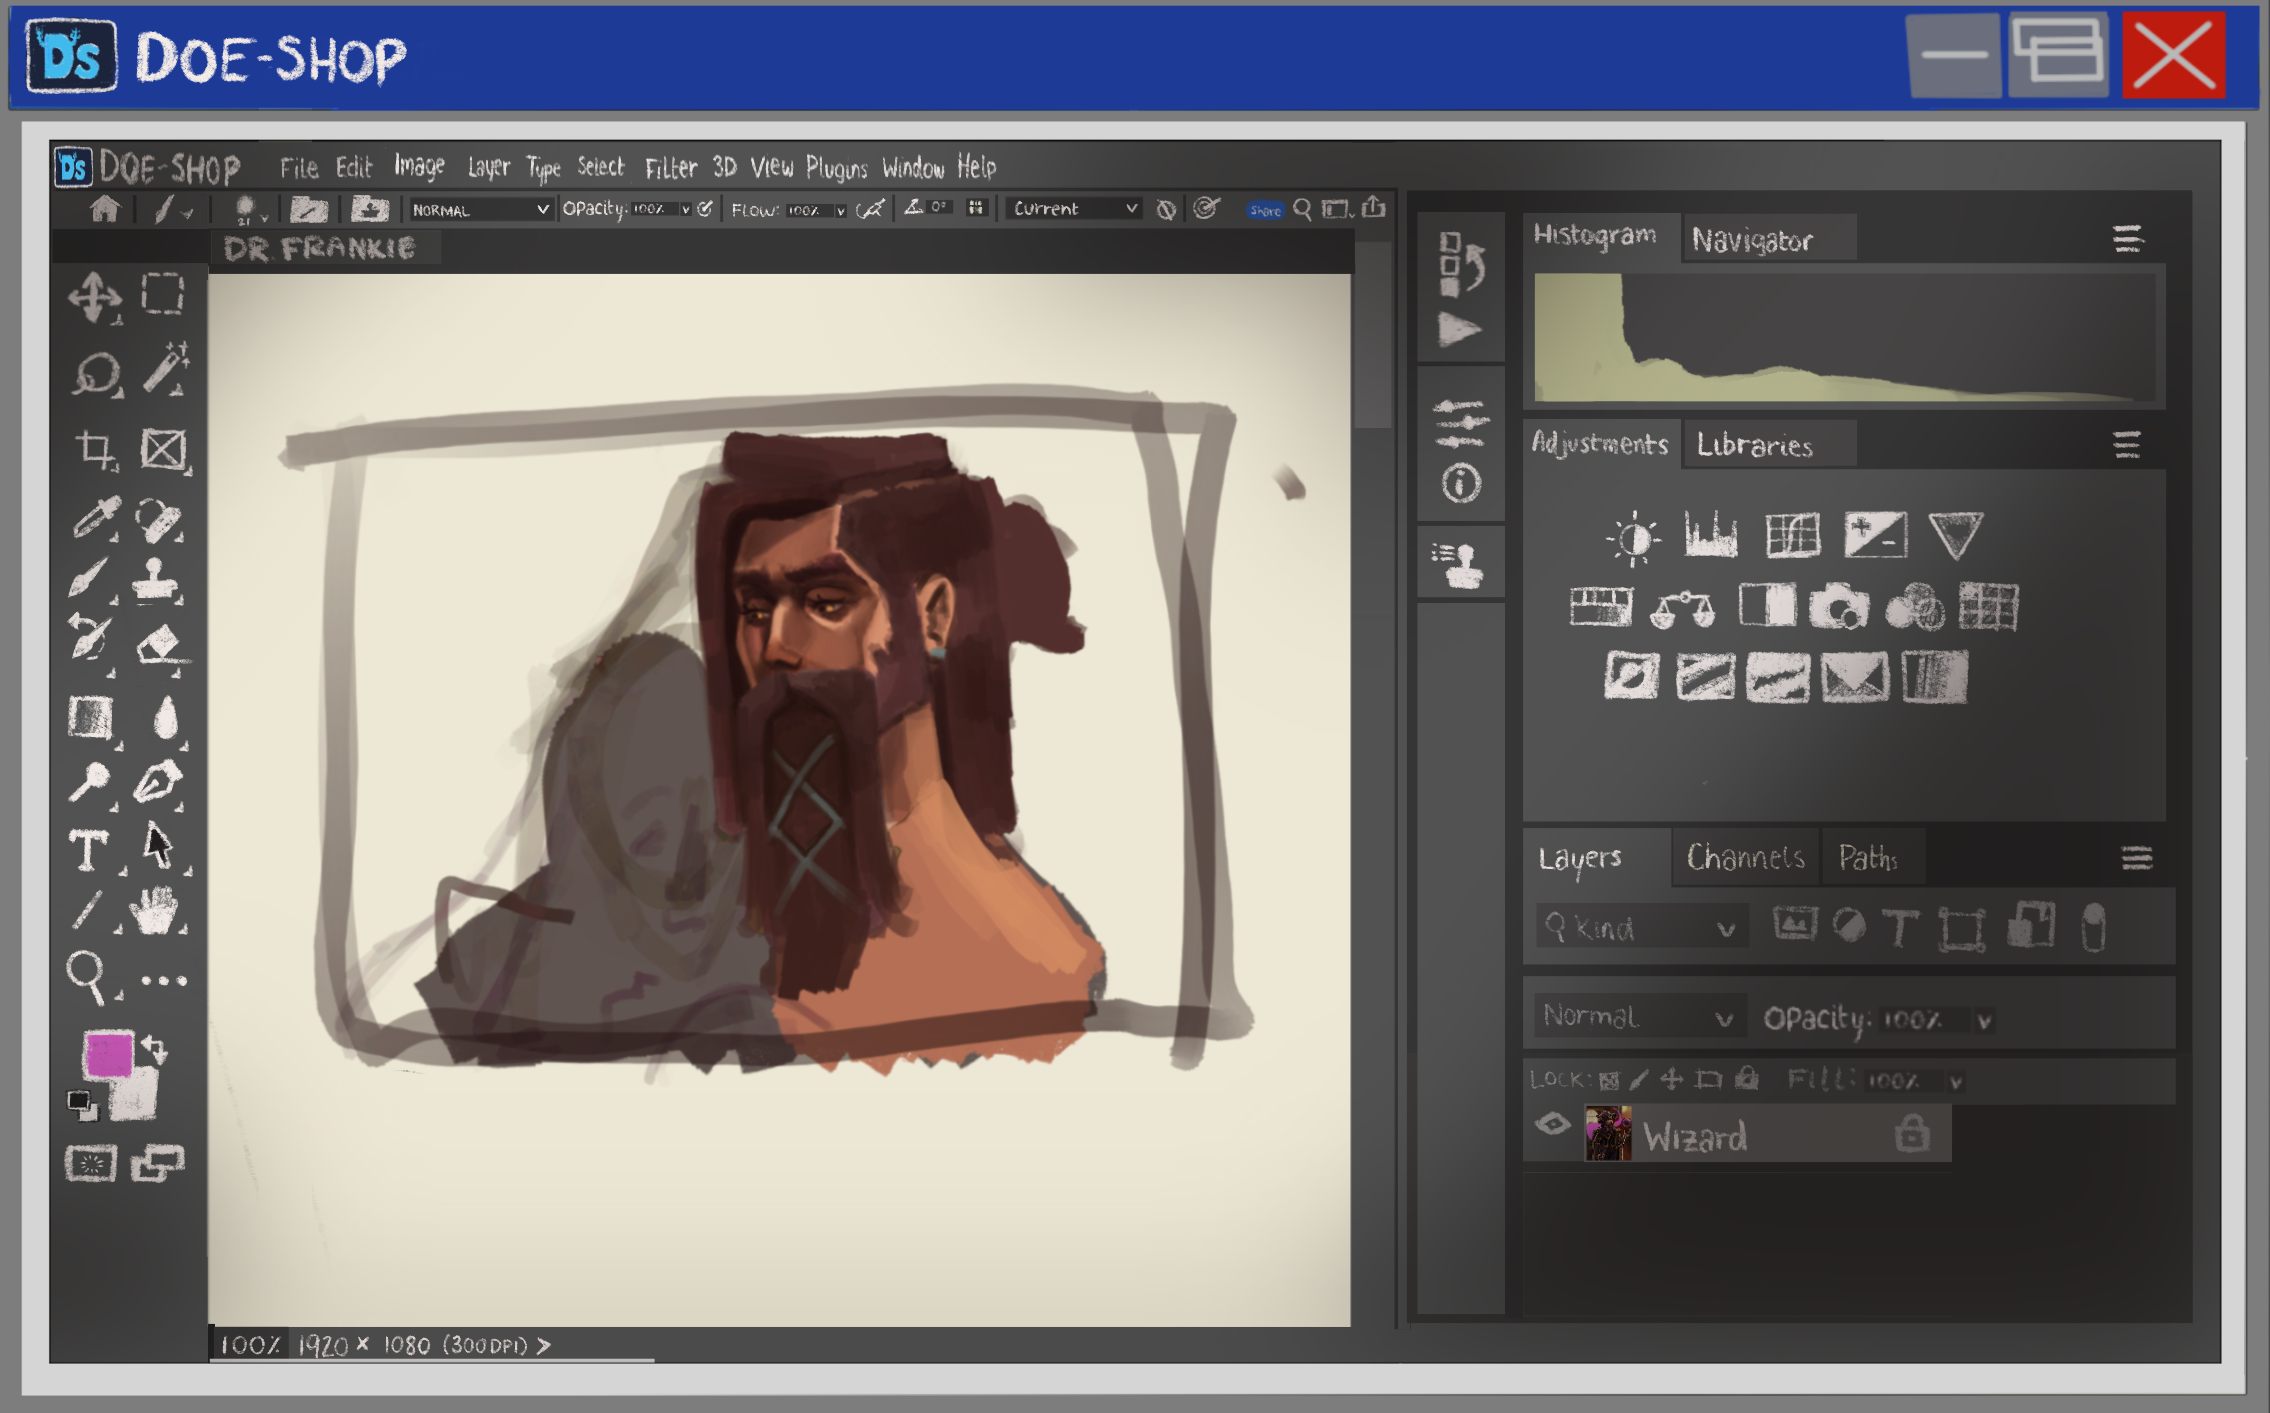 Ds DOE-SHOP
Ds DOE-SHOP File Edit Image Layer Type Select Filter 3D View Plugins Window Help
21 NORMAL OPacity: 100% FLOW: 100% 0° Current Share
DR. FRANKIE
Histogram Navigator
Adjustments Libraries
Layers Channels Paths
Kind T
Normal OPacity: 100%
LOCK: Fill: 100%
Wizard
T
100% 1920 × 1080 (300DPI) >